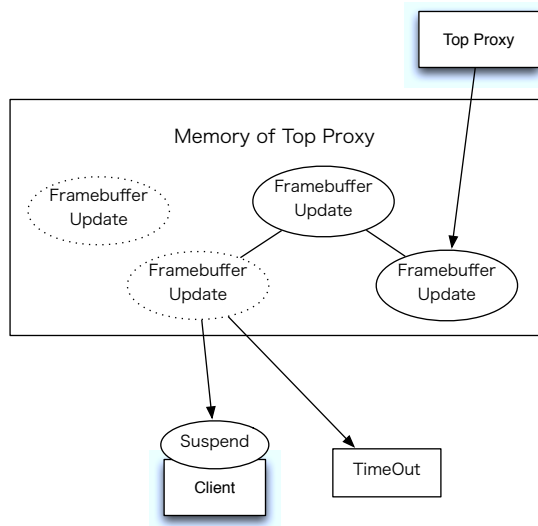 Top Proxy
Memory of Top Proxy
Framebuffer
Update
Framebuffer
Update
Framebuffer
Update
Framebuffer
Update
Suspend
Client
TimeOut